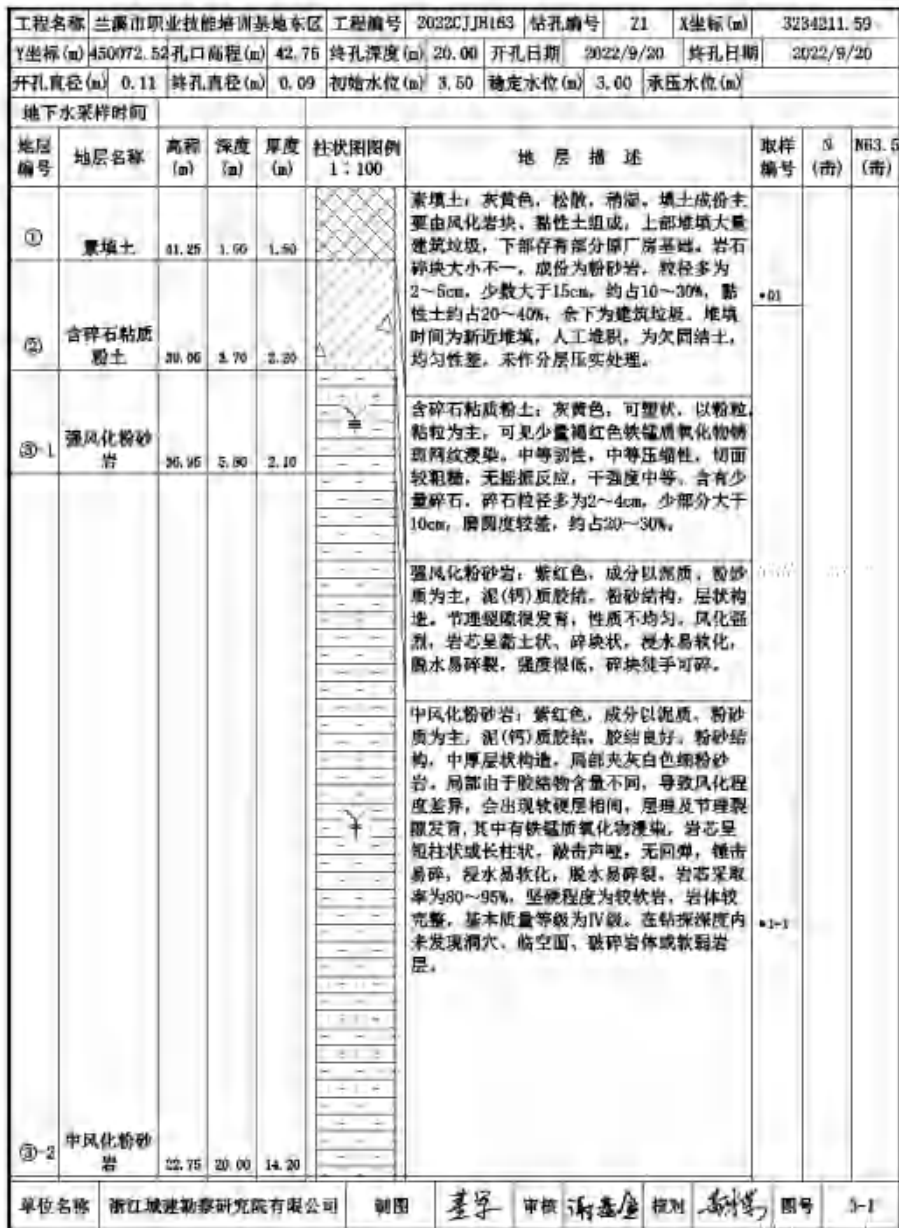 工程名称 兰溪市职业技能培训基地东区 工程编号 2022CJJH163 钻孔编号 Z1 X坐标(m) 3234211.59
Y坐标(m) 450072.52 孔口高程(m) 42.75 终孔深度(m) 20.00 开孔日期 2022/9/20 终孔日期 2022/9/20
开孔直径(m) 0.11 终孔直径(m) 0.09 初始水位(m) 3.50 稳定水位(m) 3.00 承压水位(m)
地下水采样时间
地层编号 地层名称 高程(m) 深度(m) 厚度(m) 柱状图图例 1:100 地层描述 取样编号 N(击) N63.5(击)
① 素填土 41.25 1.50 1.50
素填土：灰黄色，松散，稍湿。填土成份主
要由风化岩块、黏性土组成，上部堆填大量
建筑垃圾，下部存有部分原厂房基础。岩石
碎块大小不一，成份为粉砂岩，粒径多为
2～5cm，少数大于15cm，约占10～30%，黏
性土约占20～40%，余下为建筑垃圾。堆填
时间为新近堆填，人工堆积，为欠固结土，
均匀性差，未作分层压实处理。
•01
② 含碎石粘质粉土 39.05 3.70 2.20
含碎石粘质粉土：灰黄色，可塑状，以粉粒、
粘粒为主，可见少量褐红色铁锰质氧化物锈
斑网纹浸染，中等韧性，中等压缩性，切面
较粗糙，无摇振反应，干强度中等，含有少
量碎石，碎石粒径多为2～4cm，少部分大于
10cm，磨圆度较差，约占20～30%。
③-1 强风化粉砂岩 36.95 5.80 2.10
强风化粉砂岩：紫红色，成分以泥质、粉砂
质为主，泥(钙)质胶结，粉砂结构，层状构
造。节理裂隙很发育，性质不均匀，风化强
烈，岩芯呈黏土状、碎块状，浸水易软化，
脱水易碎裂，强度很低，碎块徒手可碎。
中风化粉砂岩：紫红色，成分以泥质、粉砂
质为主，泥(钙)质胶结，胶结良好，粉砂结
构，中厚层状构造，局部夹灰白色细粉砂
岩。局部由于胶结物含量不同，导致风化程
度差异，会出现软硬层相间，层理及节理裂
隙发育,其中有铁锰质氧化物浸染，岩芯呈
短柱状或长柱状，敲击声哑，无回弹，锤击
易碎，浸水易软化，脱水易碎裂，岩芯采取
率为80～95%，坚硬程度为较软岩，岩体较
完整，基本质量等级为Ⅳ级。在钻探深度内
未发现洞穴、临空面、破碎岩体或软弱岩
层。
•1-1
③-2 中风化粉砂岩 22.75 20.00 14.20
单位名称 浙江城建勘察研究院有限公司 制图 审核 校对 图号 3-1